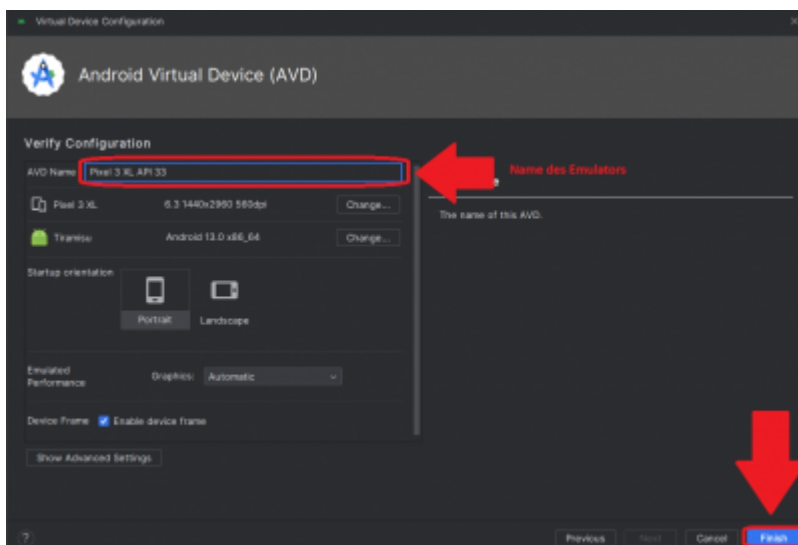 Virtual Device Configuration
Android Virtual Device (AVD)
Verify Configuration
AVD Name Pixel 3 XL API 33
Name des Emulators
Pixel 3 XL 6.3 1440x2960 560dpi Change...
The name of this AVD.
Tiramisu Android 13.0 x86_64 Change...
Startup orientation
Portrait Landscape
Emulated
Performance
Graphics: Automatic
Device Frame Enable device frame
Show Advanced Settings
? Previous Next Cancel Finish